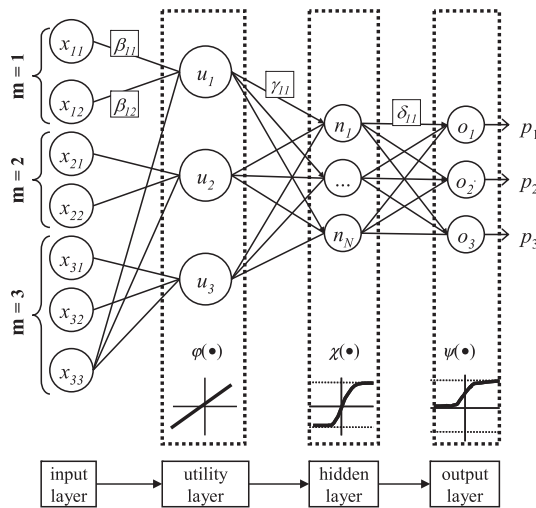 m = 1
x11
β11
x12
β12
m = 2
x21
x22
m = 3
x31
x32
x33
u1
u2
u3
γ11
n1
...
nN
δ11
o1
o2
o3
p1
p2
p3
φ(•)
χ(•)
ψ(•)
input
layer
utility
layer
hidden
layer
output
layer